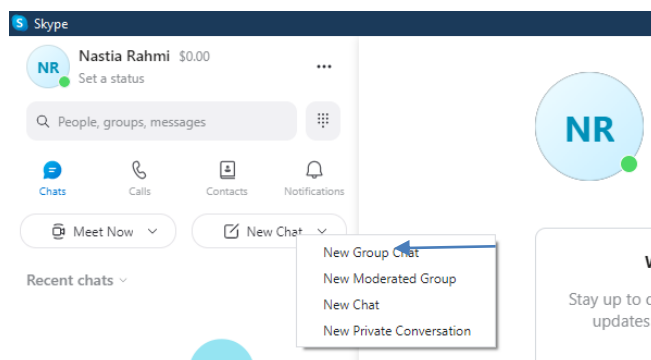 S Skype
NR
Nastia Rahmi $0.00
Set a status
People, groups, messages
Chats Calls Contacts Notifications
Meet Now
New Chat
New Group Chat
New Moderated Group
New Chat
New Private Conversation
Recent chats
NR
Stay up to
updates